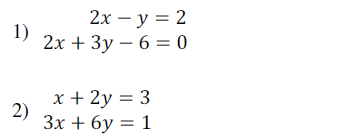 1)
2x – y = 2
2x + 3y – 6 = 0
2)
x + 2y = 3
3x + 6y = 1